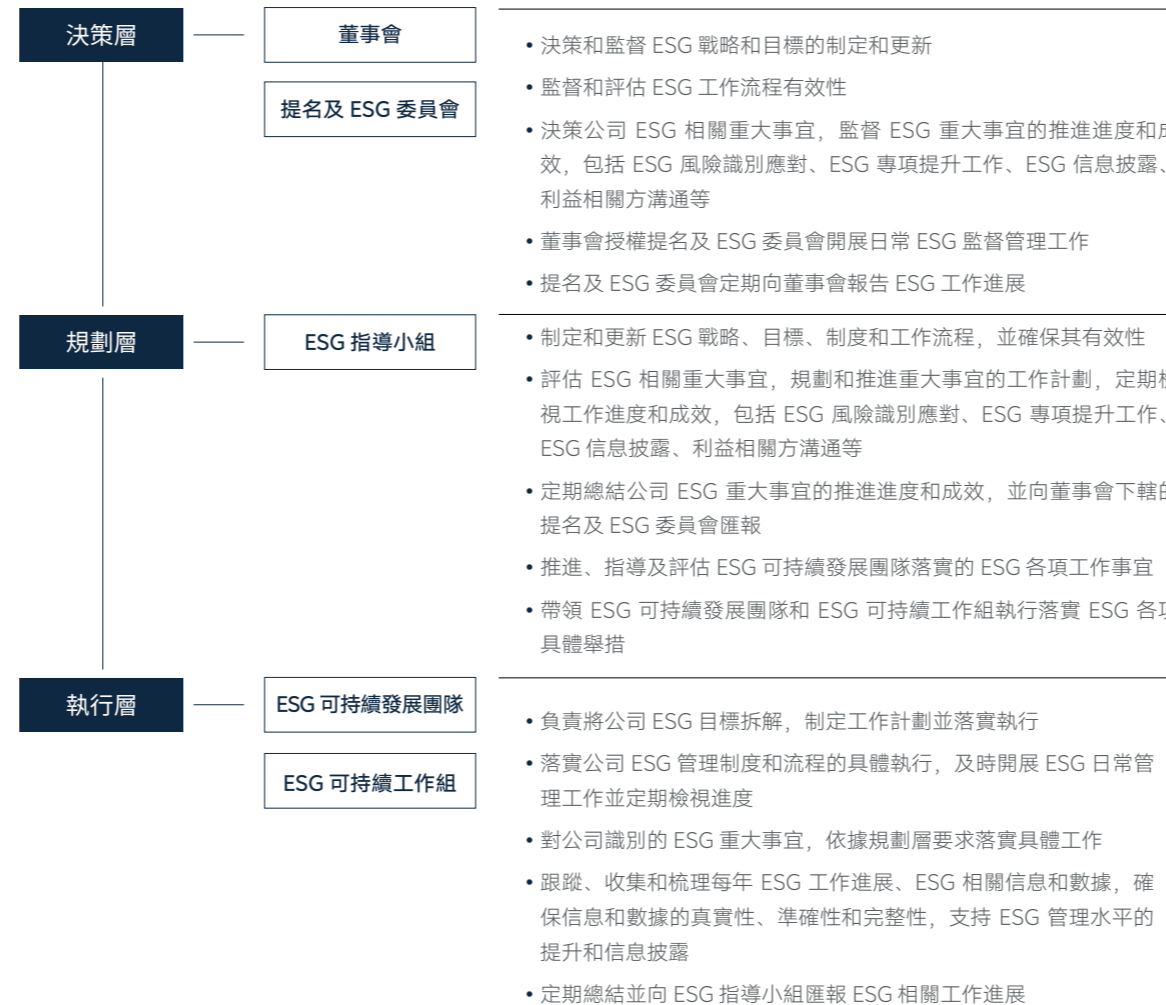 決策層
董事會
提名及 ESG 委員會
• 決策和監督 ESG 戰略和目標的制定和更新
• 監督和評估 ESG 工作流程有效性
• 決策公司 ESG 相關重大事宜，監督 ESG 重大事宜的推進進度和
效，包括 ESG 風險識別應對、ESG 專項提升工作、ESG 信息披露、
利益相關方溝通等
• 董事會授權提名及 ESG 委員會開展日常 ESG 監督管理工作
• 提名及 ESG 委員會定期向董事會報告 ESG 工作進展
規劃層
ESG 指導小組
• 制定和更新 ESG 戰略、目標、制度和工作流程，並確保其有效性
• 評估 ESG 相關重大事宜，規劃和推進重大事宜的工作計劃，定期
視工作進度和成效，包括 ESG 風險識別應對、ESG 專項提升工作、
ESG 信息披露、利益相關方溝通等
• 定期總結公司 ESG 重大事宜的推進進度和成效，並向董事會下轄
提名及 ESG 委員會匯報
• 推進、指導及評估 ESG 可持續發展團隊落實的 ESG 各項工作事宜
• 帶領 ESG 可持續發展團隊和 ESG 可持續工作組執行落實 ESG 各
具體舉措
執行層
ESG 可持續發展團隊
ESG 可持續工作組
• 負責將公司 ESG 目標拆解，制定工作計劃並落實執行
• 落實公司 ESG 管理制度和流程的具體執行，及時開展 ESG 日常管
理工作並定期檢視進度
• 對公司識別的 ESG 重大事宜，依據規劃層要求落實具體工作
• 跟蹤、收集和梳理每年 ESG 工作進展、ESG 相關信息和數據，確
保信息和數據的真實性、準確性和完整性，支持 ESG 管理水平的
提升和信息披露
• 定期總結並向 ESG 指導小組匯報 ESG 相關工作進展